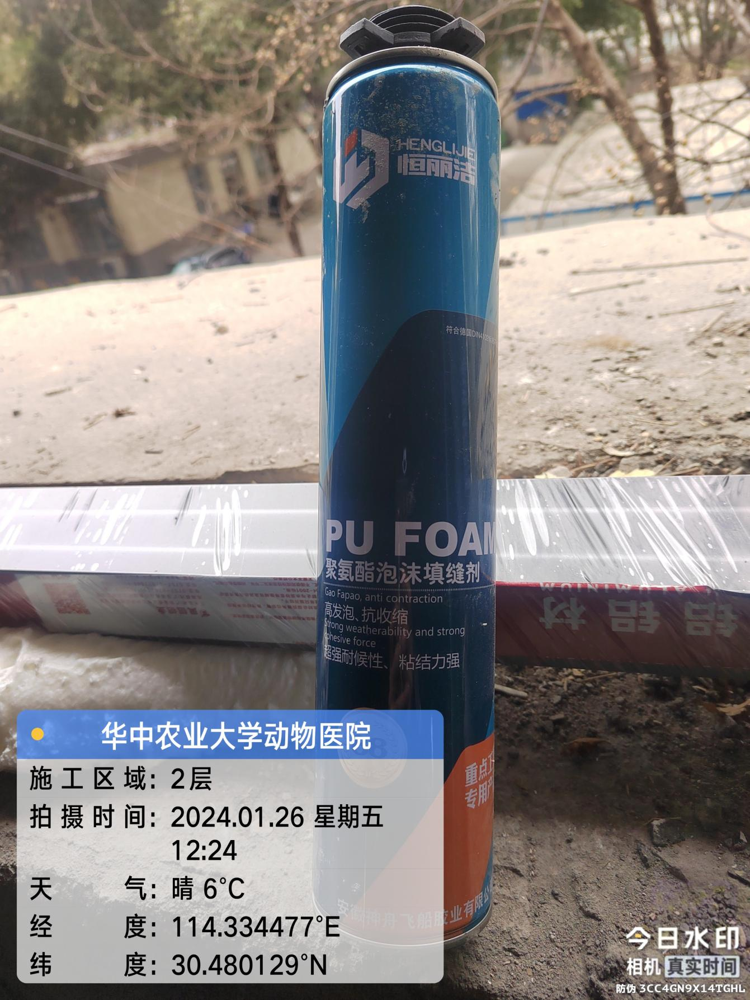 HENGLIJIE
恒丽洁
符合德国DIN4102
PU FOAM
聚氨酯泡沫填缝剂
Gao Fapao, anti contraction
高发泡、抗收缩
Strong weatherability and strong
cohesive force
超强耐候性、粘结力强
铝材
ALUMINIUM
重点工
专用产
安徽神舟飞船胶业有限公
华中农业大学动物医院
施工区域：2层
拍摄时间：2024.01.26 星期五
12:24
天气：晴 6°C
经度：114.334477°E
纬度：30.480129°N
今日水印
相机 真实时间
防伪 3CC4GN9X14TGHL